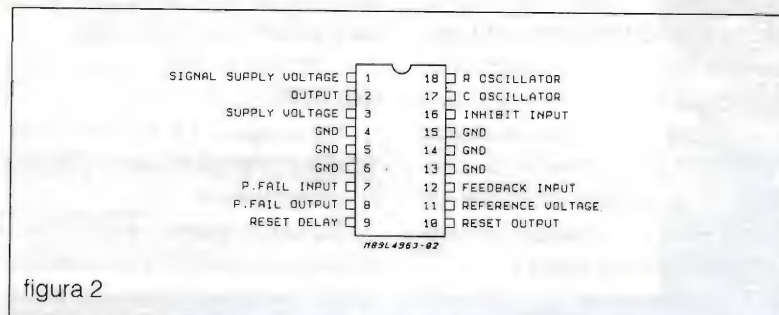 SIGNAL SUPPLY VOLTAGE 1 18 R OSCILLATOR
OUTPUT 2 17 C OSCILLATOR
SUPPLY VOLTAGE 3 16 INHIBIT INPUT
GND 4 15 GND
GND 5 14 GND
GND 6 13 GND
P.FAIL INPUT 7 12 FEEDBACK INPUT
P.FAIL OUTPUT 8 11 REFERENCE VOLTAGE
RESET DELAY 9 10 RESET OUTPUT
M89L4963-02
figura 2